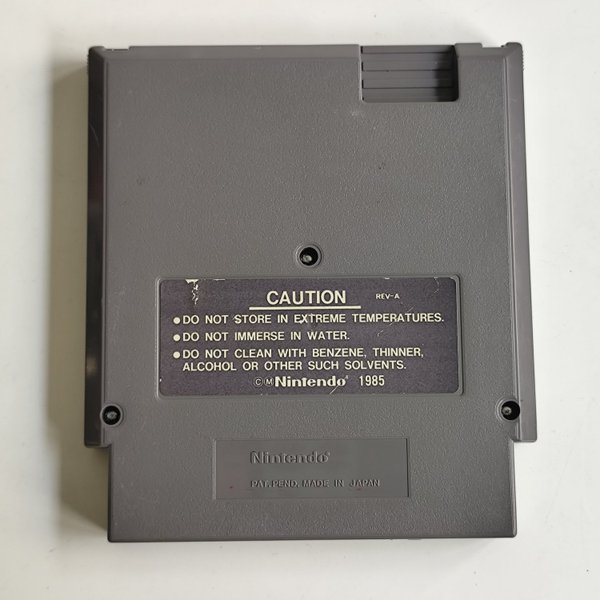 CAUTION REV-A
•DO NOT STORE IN EXTREME TEMPERATURES.
•DO NOT IMMERSE IN WATER.
•DO NOT CLEAN WITH BENZENE, THINNER,
ALCOHOL OR OTHER SUCH SOLVENTS.
©Ⓜ Nintendo® 1985
Nintendo®
PAT. PEND. MADE IN JAPAN